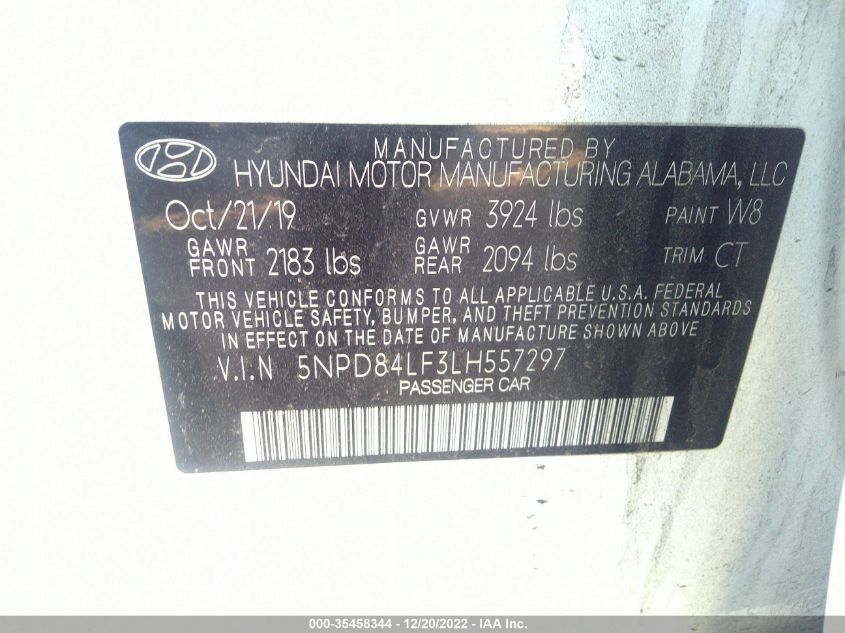 MANUFACTURED BY
HYUNDAI MOTOR MANUFACTURING ALABAMA, LLC
Oct/21/19 GVWR 3924 lbs PAINT W8
GAWR FRONT 2183 lbs GAWR REAR 2094 lbs TRIM CT
THIS VEHICLE CONFORMS TO ALL APPLICABLE U.S.A. FEDERAL
MOTOR VEHICLE SAFETY, BUMPER, AND THEFT PREVENTION STANDARDS
IN EFFECT ON THE DATE OF MANUFACTURE SHOWN ABOVE.
V.I.N 5NPD84LF3LH557297
PASSENGER CAR
000-35458344 - 12/20/2022 - IAA Inc.